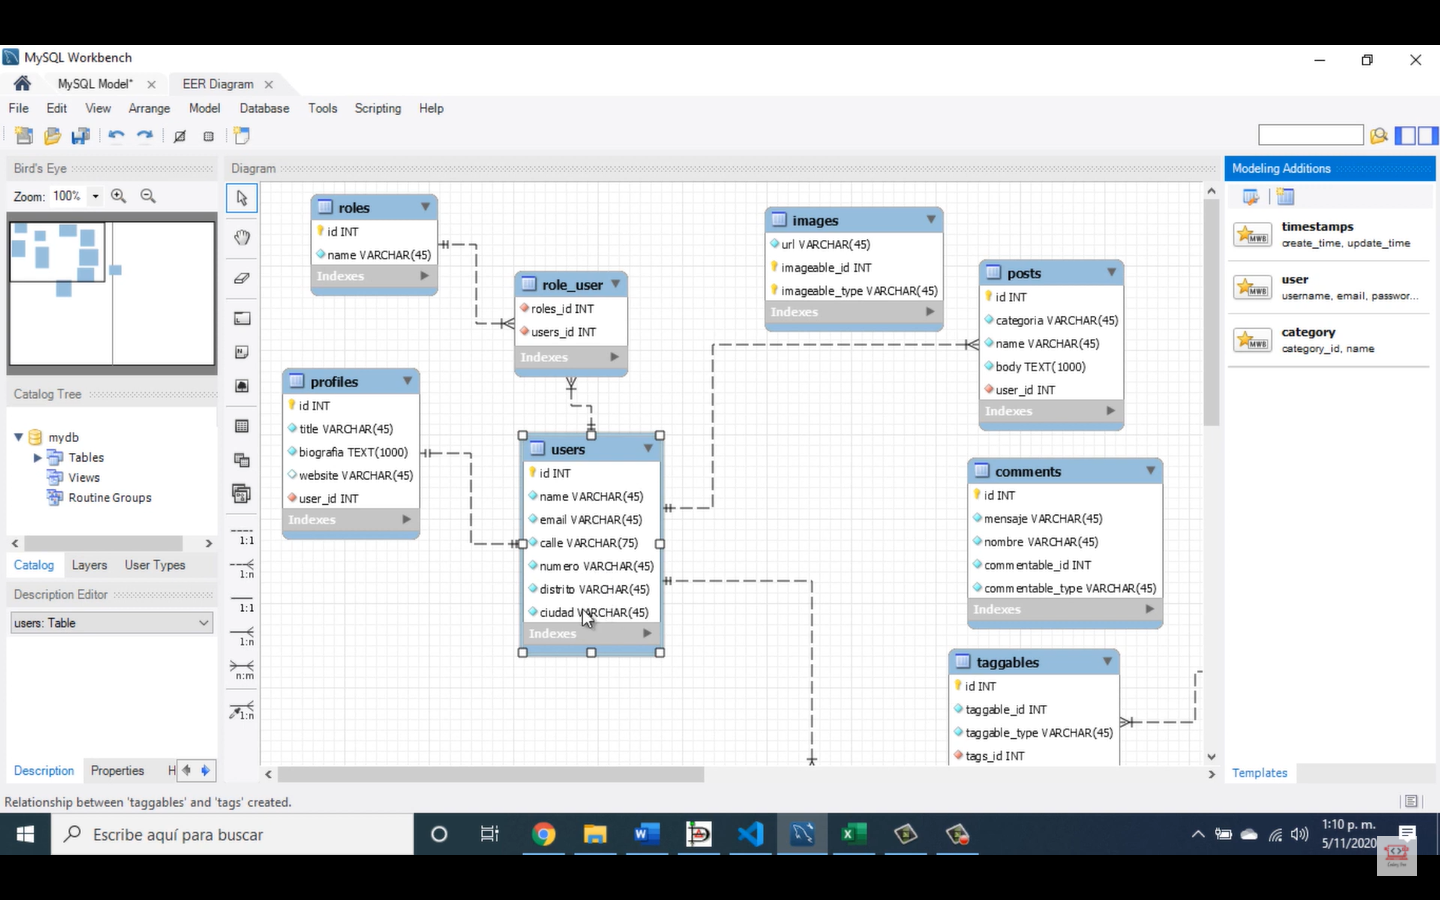 MySQL Workbench
MySQL Model*
EER Diagram
File Edit View Arrange Model Database Tools Scripting Help
Bird's Eye
Zoom: 100%
Catalog Tree
mydb
Tables
Views
Routine Groups
Catalog Layers User Types
Description Editor
users: Table
Description Properties H
Diagram
1:1
1:n
1:1
1:n
n:m
1:n
roles
id INT
name VARCHAR(45)
Indexes
role_user
roles_id INT
users_id INT
Indexes
profiles
id INT
title VARCHAR(45)
biografia TEXT(1000)
website VARCHAR(45)
user_id INT
Indexes
users
id INT
name VARCHAR(45)
email VARCHAR(45)
calle VARCHAR(75)
numero VARCHAR(45)
distrito VARCHAR(45)
ciudad VARCHAR(45)
Indexes
images
url VARCHAR(45)
imageable_id INT
imageable_type VARCHAR(45)
Indexes
posts
id INT
categoria VARCHAR(45)
name VARCHAR(45)
body TEXT(1000)
user_id INT
Indexes
comments
id INT
mensaje VARCHAR(45)
nombre VARCHAR(45)
commentable_id INT
commentable_type VARCHAR(45)
Indexes
taggables
id INT
taggable_id INT
taggable_type VARCHAR(45)
tags_id INT
Modeling Additions
timestamps
create_time, update_time
user
username, email, passwor...
category
category_id, name
Templates
Relationship between 'taggables' and 'tags' created.
Escribe aquí para buscar
1:10 p. m.
5/11/2020